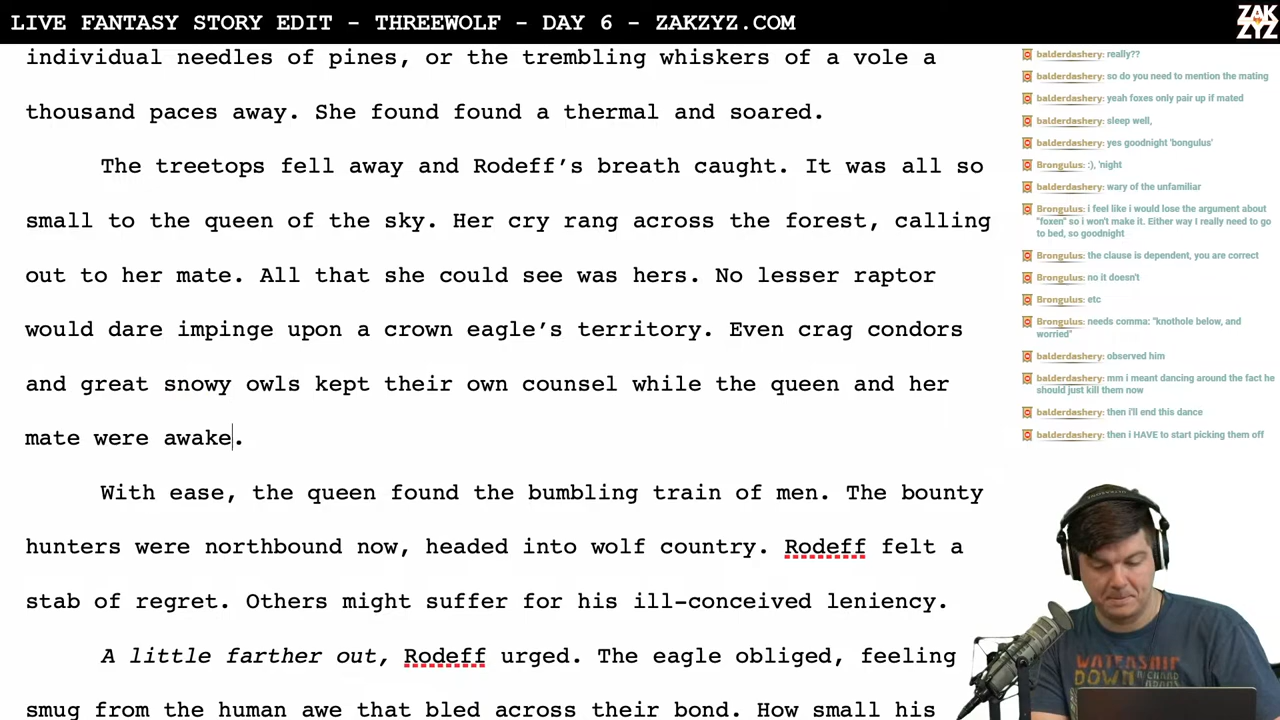 LIVE FANTASY STORY EDIT - THREEWOLF - DAY 6 - ZAKZYZ.COM
ZAK
ZYZ
individual needles of pines, or the trembling whiskers of a vole a
thousand paces away. She found found a thermal and soared.
The treetops fell away and Rodeff’s breath caught. It was all so
small to the queen of the sky. Her cry rang across the forest, calling
out to her mate. All that she could see was hers. No lesser raptor
would dare impinge upon a crown eagle’s territory. Even crag condors
and great snowy owls kept their own counsel while the queen and her
mate were awake.
With ease, the queen found the bumbling train of men. The bounty
hunters were northbound now, headed into wolf country. Rodeff felt a
stab of regret. Others might suffer for his ill-conceived leniency.
A little farther out, Rodeff urged. The eagle obliged, feeling
smug from the human awe that bled across their bond. How small his
balderdashery: really??
balderdashery: so do you need to mention the mating
balderdashery: yeah foxes only pair up if mated
balderdashery: sleep well,
balderdashery: yes goodnight 'bongulus'
Brongulus: :), 'night
balderdashery: wary of the unfamiliar
Brongulus: i feel like i would lose the argument about
"foxen" so i won't make it. Either way I really need to go
to bed, so goodnight
Brongulus: the clause is dependent, you are correct
Brongulus: no it doesn't
Brongulus: etc
Brongulus: needs comma: "knothole below, and
worried"
balderdashery: observed him
balderdashery: mm i meant dancing around the fact he
should just kill them now
balderdashery: then i'll end this dance
balderdashery: then i HAVE to start picking them off
WATERSHIP
DOWN